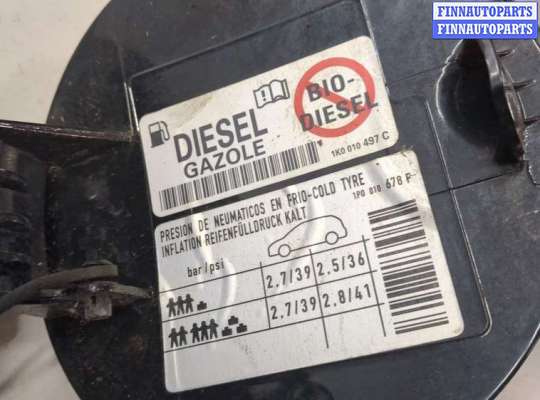 FINNAUTOPARTS
FINNAUTOPARTS
DIESEL
GAZOLE
BIO-
DIESEL
1K0 010 497 C
PRESION DE NEUMATICOS EN FRIO-COLD TYRE
INFLATION REIFENFÜLLDRUCK KALT
1P0 010 678 P
bar/psi
2.7/39 2.5/36
2.7/39 2.8/41